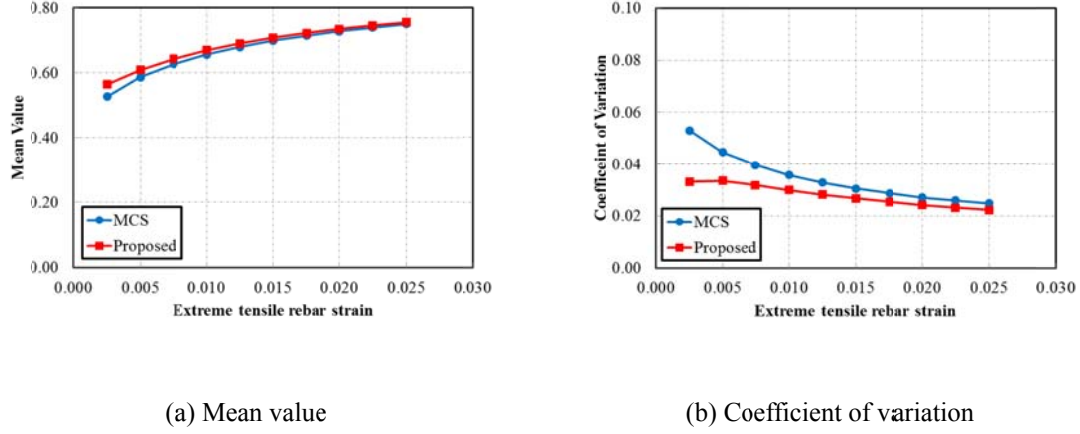 0.80
0.60
0.40
0.20
0.00
Mean Value
MCS
Proposed
0.000 0.005 0.010 0.015 0.020 0.025 0.030
Extreme tensile rebar strain
(a) Mean value
0.10
0.08
0.06
0.04
0.02
0.00
Coefficeint of Variation
MCS
Proposed
0.000 0.005 0.010 0.015 0.020 0.025 0.030
Extreme tensile rebar strain
(b) Coefficient of variation